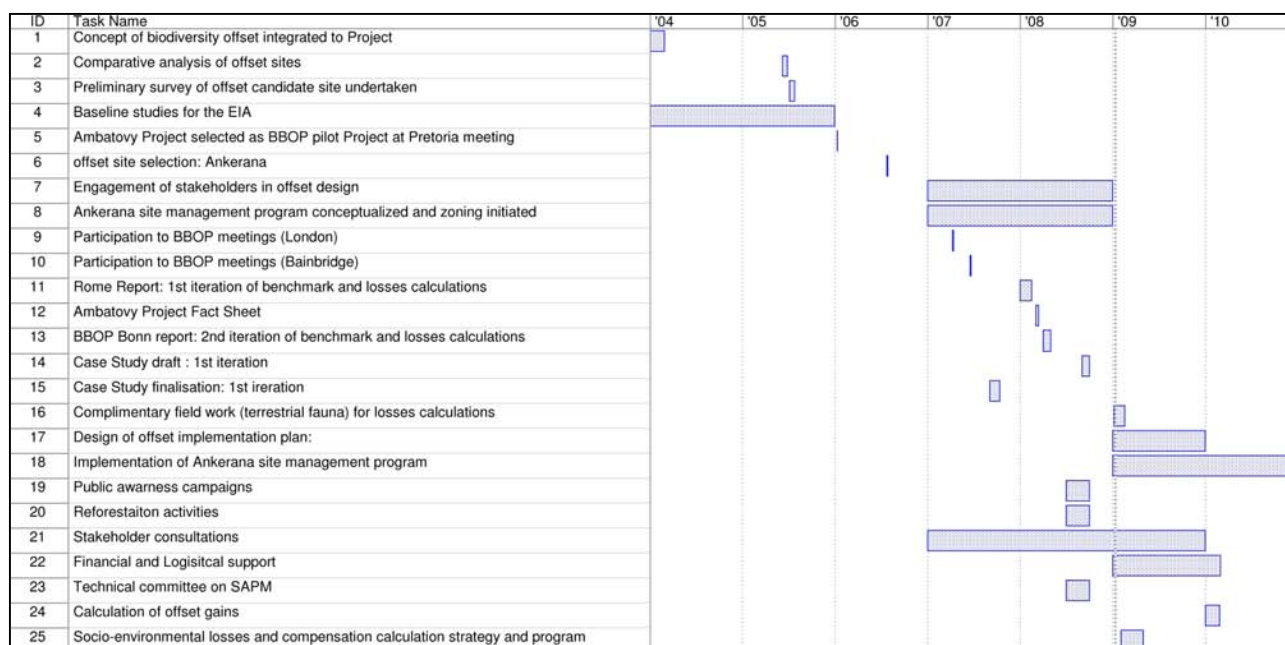 ID Task Name '04 '05 '06 '07 '08 '09 '10
1 Concept of biodiversity offset integrated to Project
2 Comparative analysis of offset sites
3 Preliminary survey of offset candidate site undertaken
4 Baseline studies for the EIA
5 Ambatovy Project selected as BBOP pilot Project at Pretoria meeting
6 offset site selection: Ankerana
7 Engagement of stakeholders in offset design
8 Ankerana site management program conceptualized and zoning initiated
9 Participation to BBOP meetings (London)
10 Participation to BBOP meetings (Bainbridge)
11 Rome Report: 1st iteration of benchmark and losses calculations
12 Ambatovy Project Fact Sheet
13 BBOP Bonn report: 2nd iteration of benchmark and losses calculations
14 Case Study draft : 1st iteration
15 Case Study finalisation: 1st ireration
16 Complimentary field work (terrestrial fauna) for losses calculations
17 Design of offset implementation plan:
18 Implementation of Ankerana site management program
19 Public awarness campaigns
20 Reforestaiton activities
21 Stakeholder consultations
22 Financial and Logisitcal support
23 Technical committee on SAPM
24 Calculation of offset gains
25 Socio-environmental losses and compensation calculation strategy and program